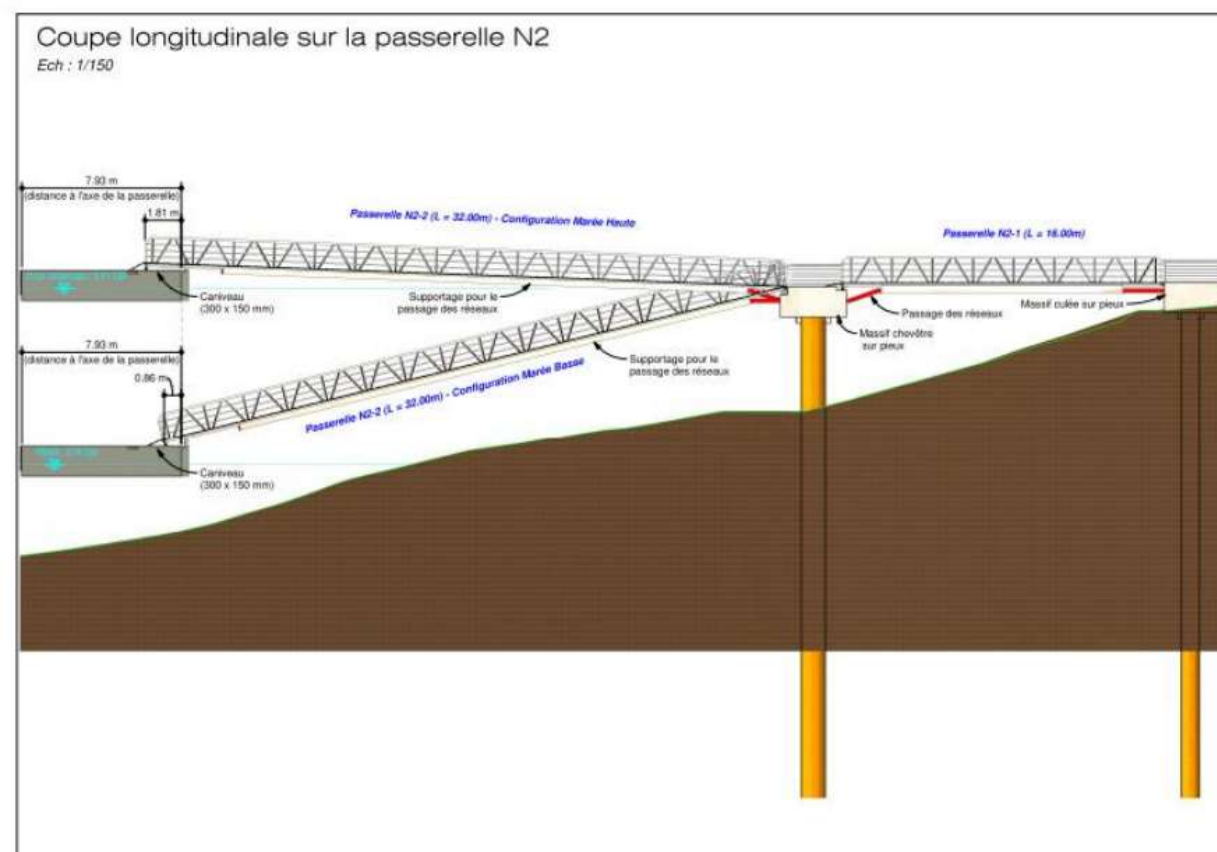 Coupe longitudinale sur la passerelle N2
Ech : 1/150
7.93 m
(distance à l'axe de la passerelle)
1.81 m
Passerelle N2-2 (L = 32.00m) - Configuration Marée Haute
Passerelle N2-1 (L = 16.00m)
Caniveau
(300 x 150 mm)
Supportage pour le
passage des réseaux
Passage des réseaux
Massif culée sur pieux
Massif chevêtre
sur pieux
7.93 m
(distance à l'axe de la passerelle)
0.86 m
Supportage pour le
passage des réseaux
Passerelle N2-2 (L = 32.00m) - Configuration Marée Basse
Caniveau
(300 x 150 mm)